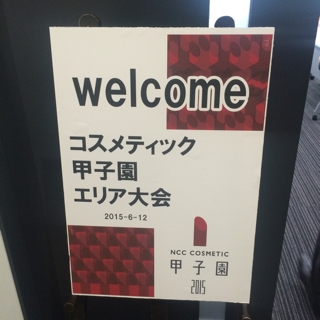 welcome
コスメティック
甲子園
エリア大会
2015-6-12
NCC COSMETIC
甲子園
2015